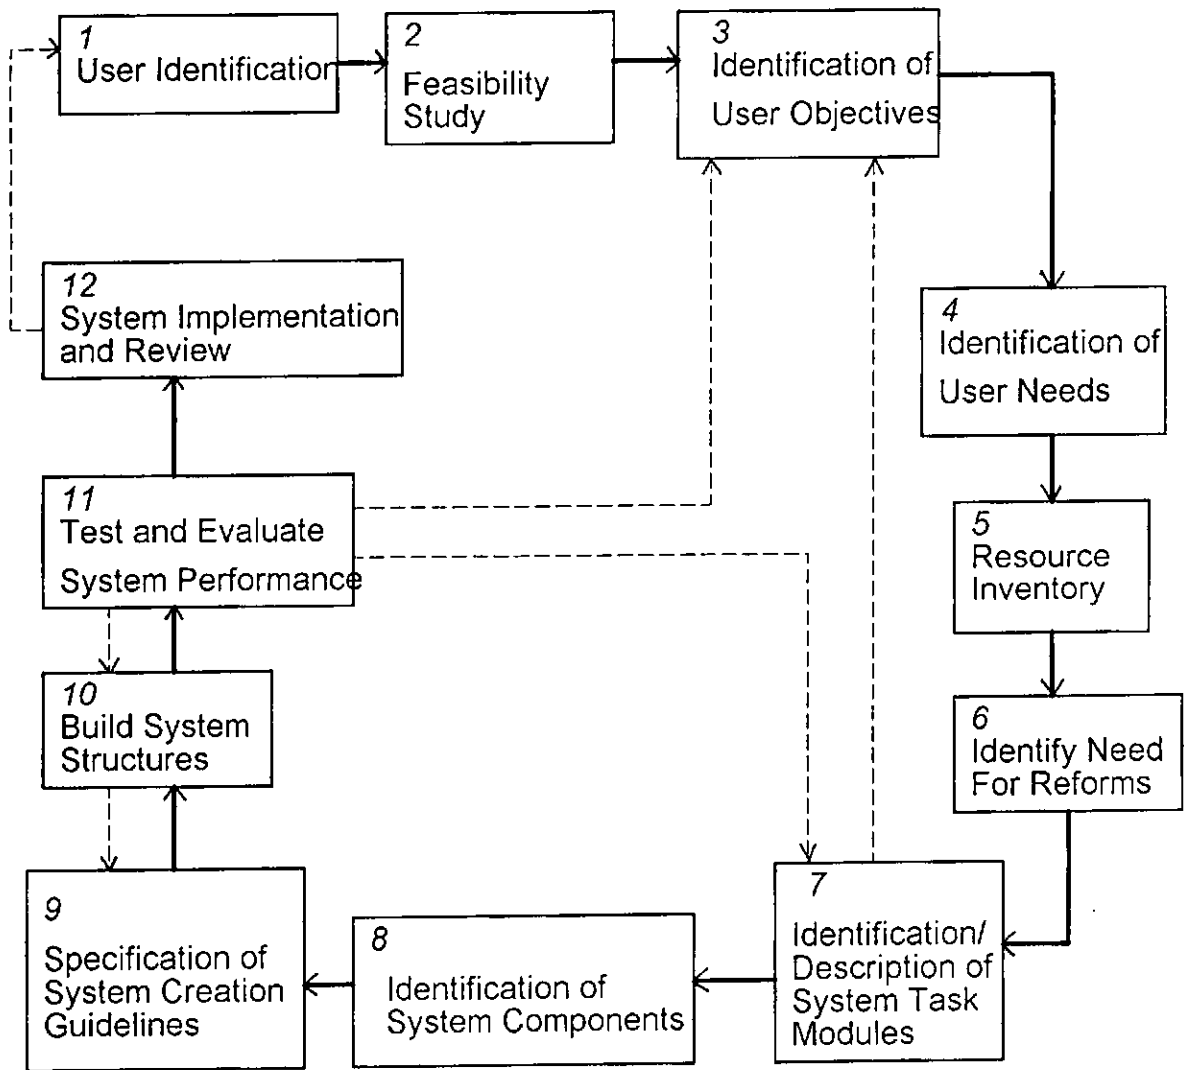 1
User Identification
2
Feasibility
Study
3
Identification of
User Objectives
12
System Implementation
and Review
4
Identification of
User Needs
11
Test and Evaluate
System Performance
5
Resource
Inventory
10
Build System
Structures
6
Identify Need
For Reforms
9
Specification of
System Creation
Guidelines
8
Identification of
System Components
7
Identification/
Description of
System Task
Modules